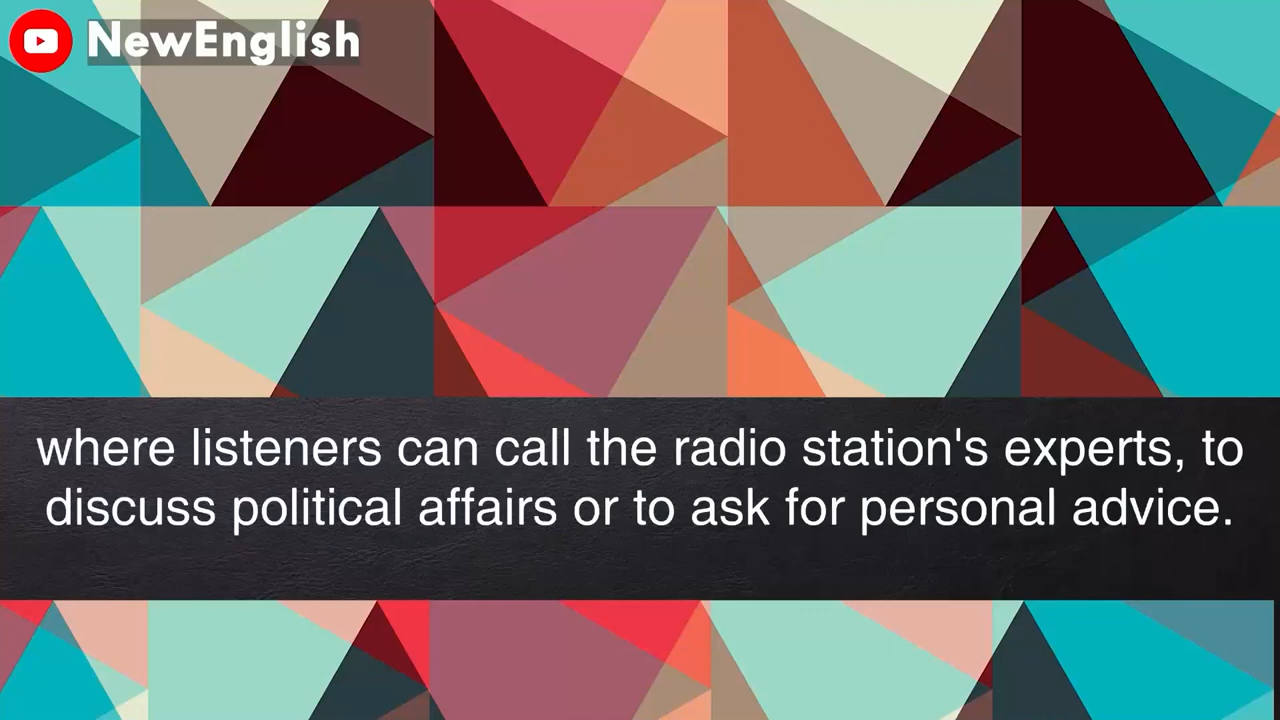 NewEnglish
where listeners can call the radio station's experts, to
discuss political affairs or to ask for personal advice.